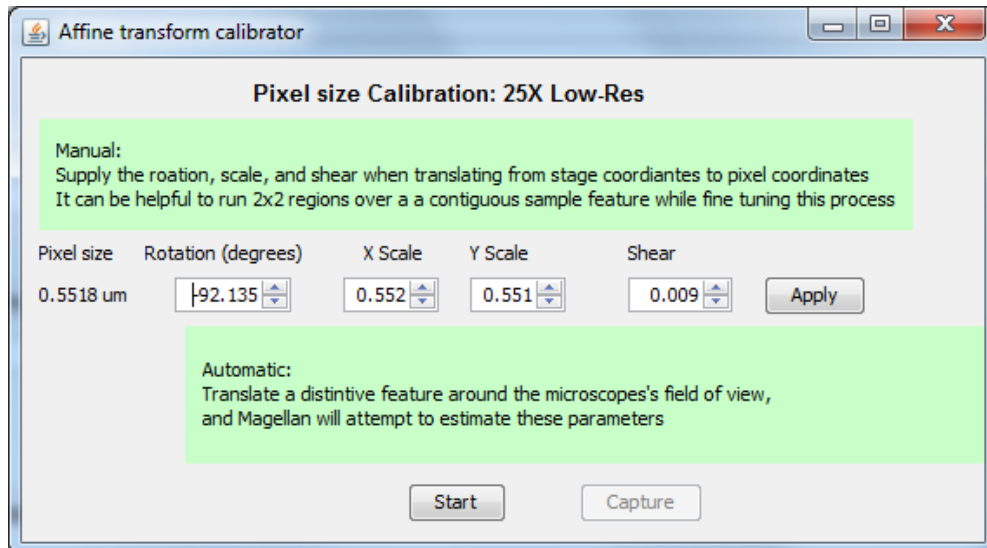 Affine transform calibrator
Pixel size Calibration: 25X Low-Res
Manual:
Supply the roation, scale, and shear when translating from stage coordiantes to pixel coordinates
It can be helpful to run 2x2 regions over a a contiguous sample feature while fine tuning this process
Pixel size Rotation (degrees) X Scale Y Scale Shear
0.5518 um -92.135 0.552 0.551 0.009 Apply
Automatic:
Translate a distintive feature around the microscopes's field of view,
and Magellan will attempt to estimate these parameters
Start Capture